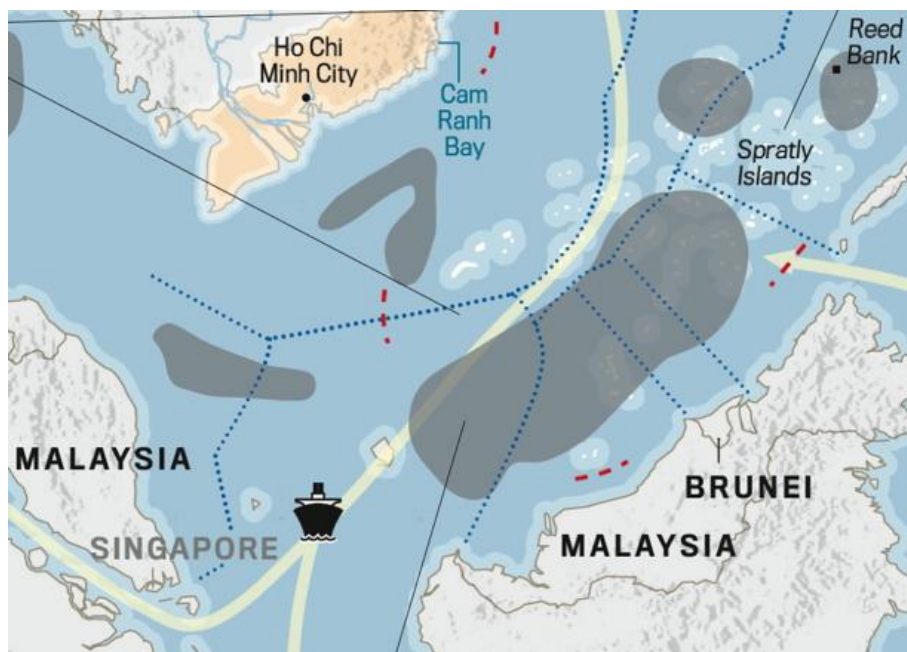 Ho Chi
Minh City
Cam
Ranh
Bay
Reed
Bank
Spratly
Islands
MALAYSIA
SINGAPORE
BRUNEI
MALAYSIA